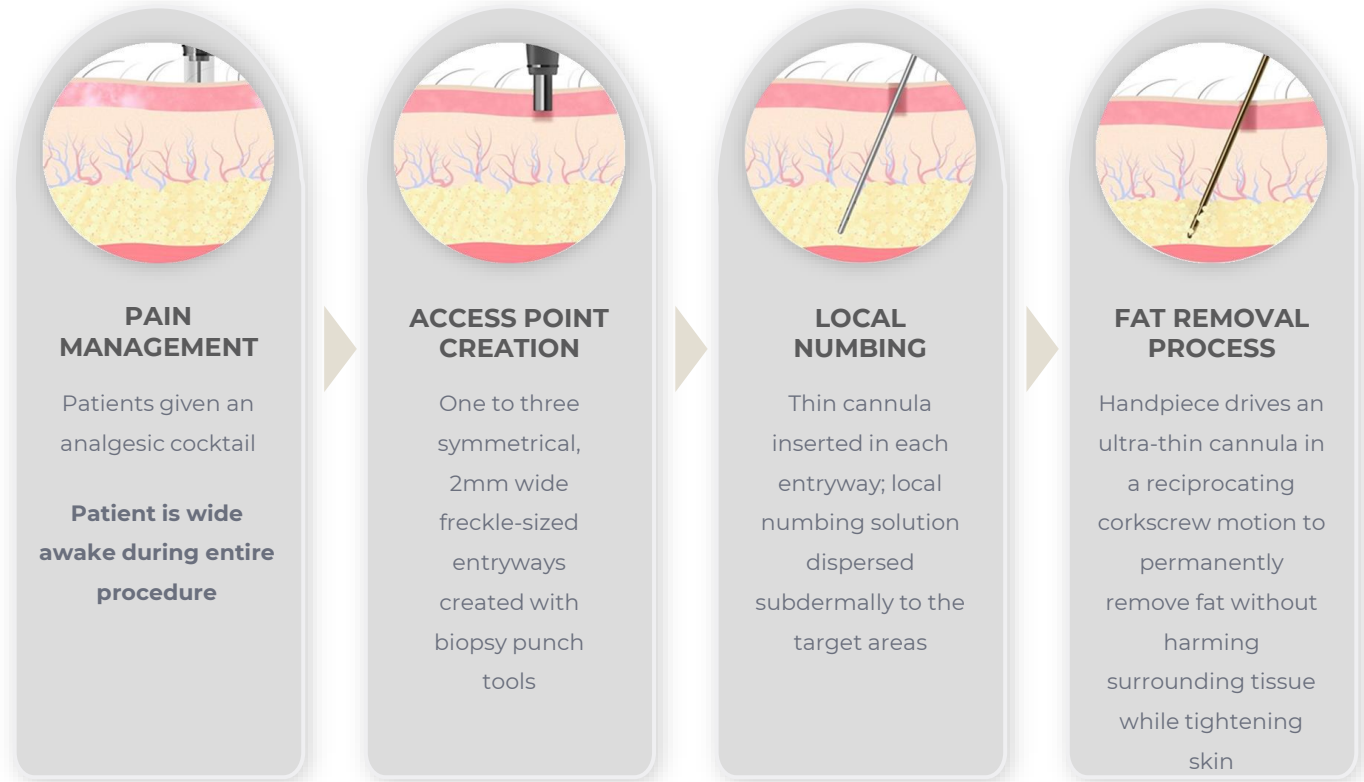 PAIN
MANAGEMENT
Patients given an
analgesic cocktail
Patient is wide
awake during entire
procedure
ACCESS POINT
CREATION
One to three
symmetrical,
2mm wide
freckle-sized
entryways
created with
biopsy punch
tools
LOCAL
NUMBING
Thin cannula
inserted in each
entryway; local
numbing solution
dispersed
subdermally to the
target areas
FAT REMOVAL
PROCESS
Handpiece drives an
ultra-thin cannula in
a reciprocating
corkscrew motion to
permanently
remove fat without
harming
surrounding tissue
while tightening
skin